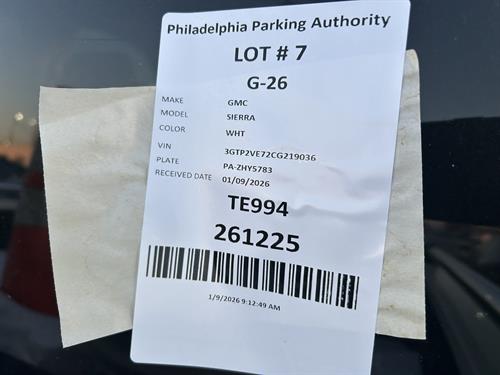 Philadelphia Parking Authority
LOT # 7
G-26
MAKE GMC
MODEL SIERRA
COLOR WHT
VIN 3GTP2VE72CG219036
PLATE PA-ZHY5783
RECEIVED DATE 01/09/2026
TE994
261225
1/9/2026 9:12:49 AM